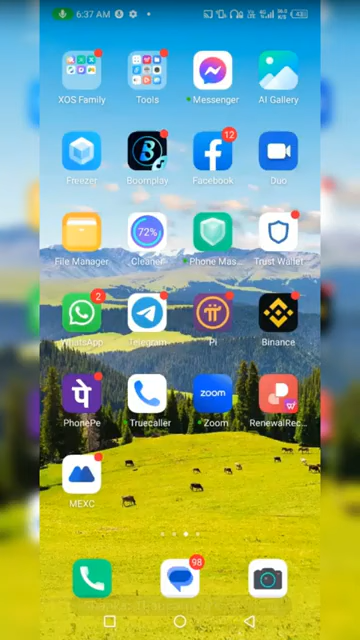 6:37 AM
XOS Family Tools Messenger AI Gallery
12
Freezer Boomplay Facebook Duo
72%
File Manager Cleaner Phone Mas... Trust Wallet
2
WhatsApp Telegram Pi Binance
zoom
PhonePe Truecaller Zoom RenewalRec...
MEXC
98